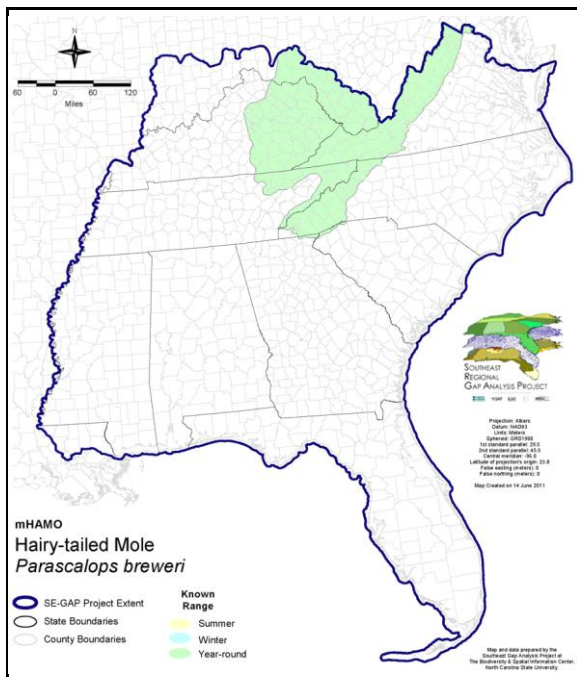 N
60 0 60 120
Miles
SOUTHEAST
REGIONAL
GAP ANALYSIS PROJECT
Projection: Albers
Datum: NAD83
Units: Meters
Spheroid: GRS1980
1st standard parallel: 29.5
2nd standard parallel: 45.5
Central meridian: -96.0
Latitude of projection's origin: 23.0
False easting (meters): 0
False northing (meters): 0
Map Created on 14 June 2011
mHAMO
Hairy-tailed Mole
Parascalops breweri
SE-GAP Project Extent
State Boundaries
County Boundaries
Known
Range
Summer
Winter
Year-round
Map and data prepared by the
Southeast Gap Analysis Project at
The Biodiversity & Spatial Information Center,
North Carolina State University.